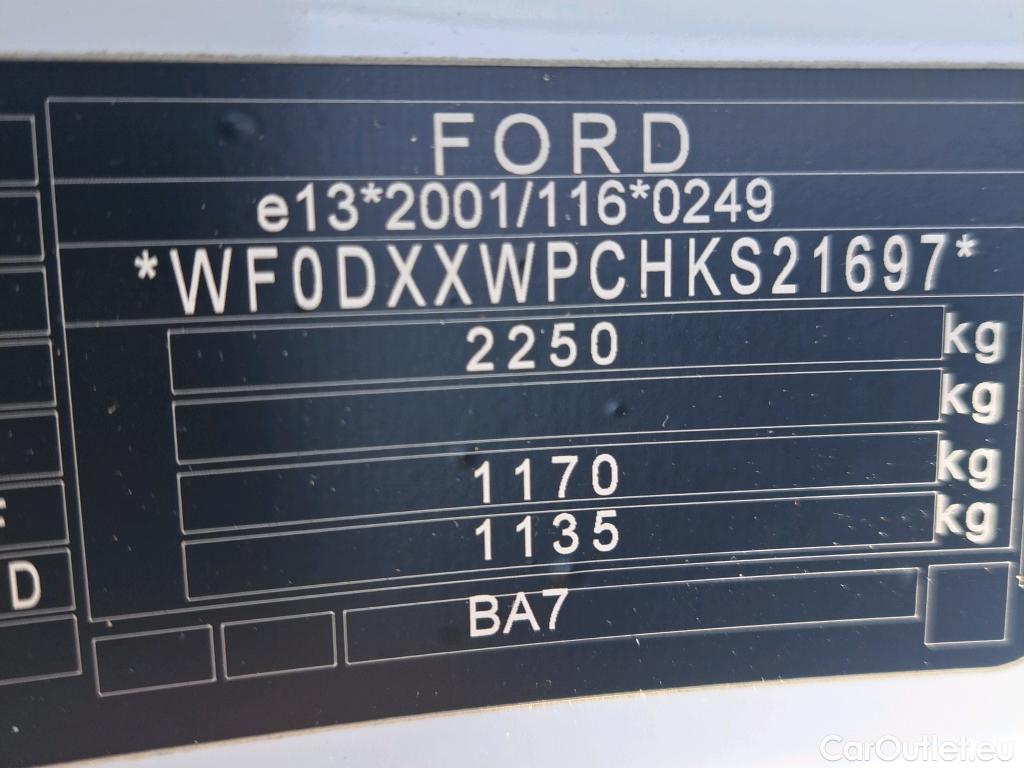 FORD
e13*2001/116*0249
*WF0DXXWPCHKS21697*
2250 kg
kg
1170 kg
1135 kg
F
D
BA7
CarOutlet.eu